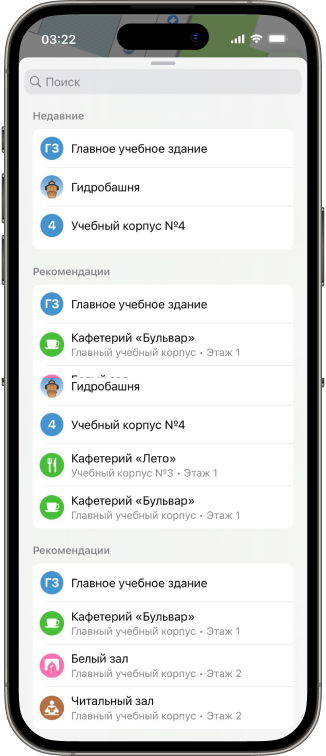 03:22
Поиск
Недавние
ГЗ Главное учебное здание
Гидробашня
4 Учебный корпус №4
Рекомендации
ГЗ Главное учебное здание
Кафетерий «Бульвар»
Главный учебный корпус • Этаж 1
Гидробашня
4 Учебный корпус №4
Кафетерий «Лето»
Учебный корпус №3 • Этаж 1
Кафетерий «Бульвар»
Главный учебный корпус • Этаж 1
Рекомендации
ГЗ Главное учебное здание
Кафетерий «Бульвар»
Главный учебный корпус • Этаж 1
Белый зал
Главный учебный корпус • Этаж 2
Читальный зал
Главный учебный корпус • Этаж 2